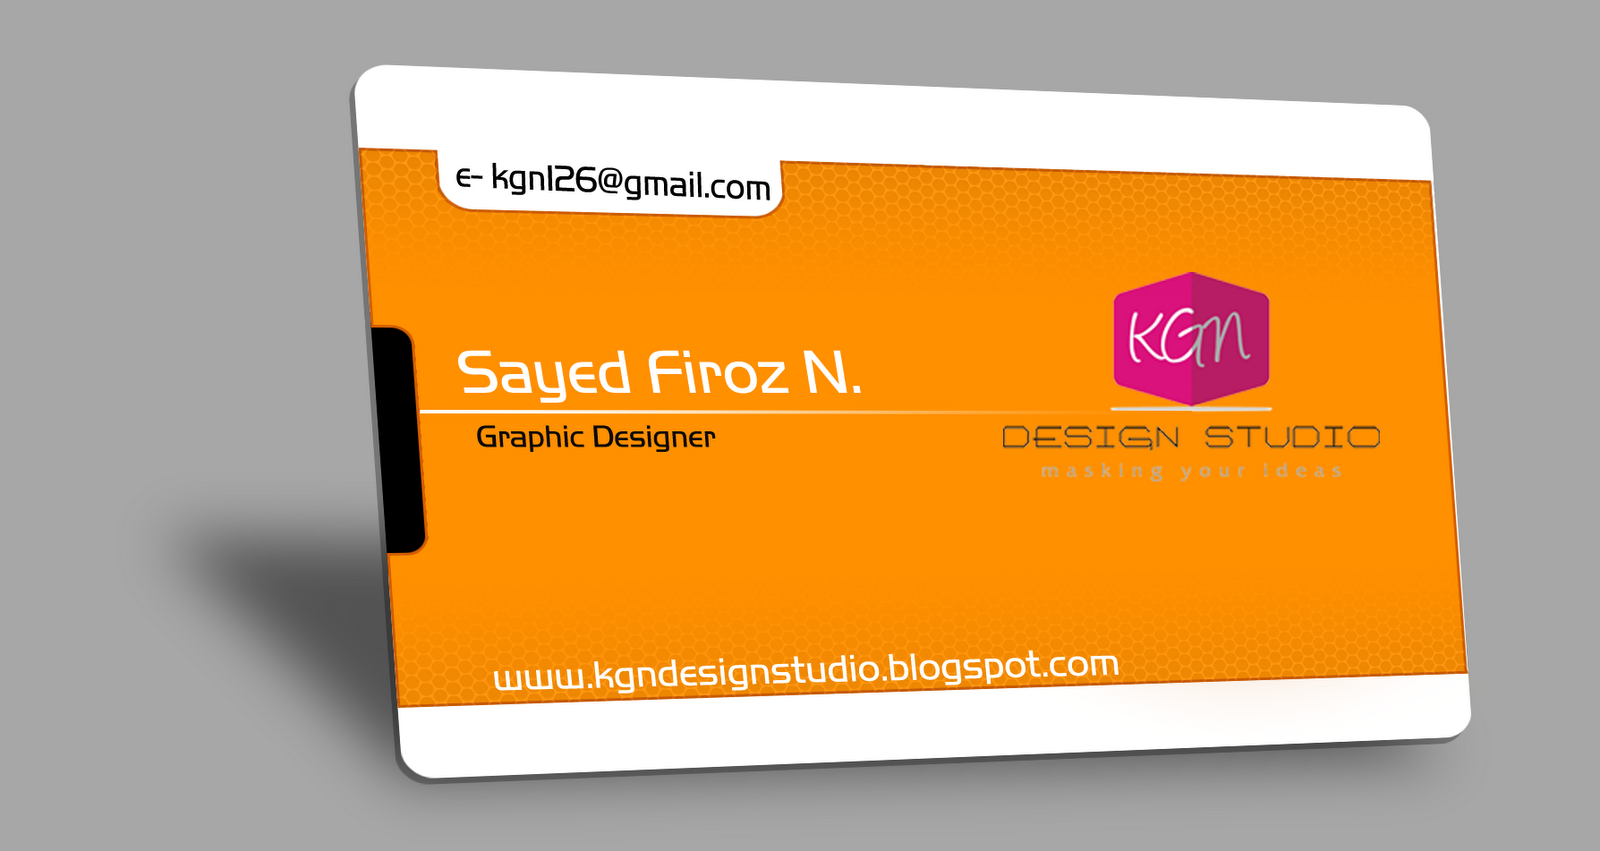 e- kgn126@gmail.com
Sayed Firoz N.
Graphic Designer
KGN
DESIGN STUDIO
masking your ideas
www.kgndesignstudio.blogspot.com